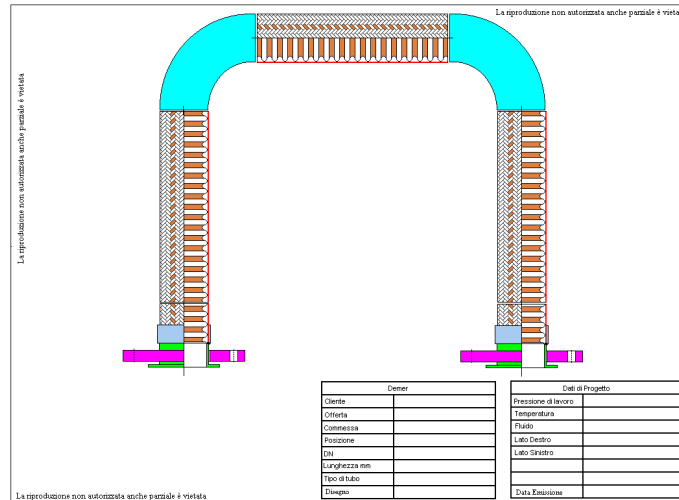 La riproduzione non autorizzata anche parziale è vieta
La riproduzione non autorizzata anche parziale è vietata
Demer
Cliente
Offerta
Commessa
Posizione
DN
Lunghezza mm
Tipo di tubo
Disegno
Dati di Progetto
Pressione di lavoro
Temperatura
Fluido
Lato Destro
Lato Sinistro
Data Emissione
La riproduzione non autorizzata anche parziale è vietata